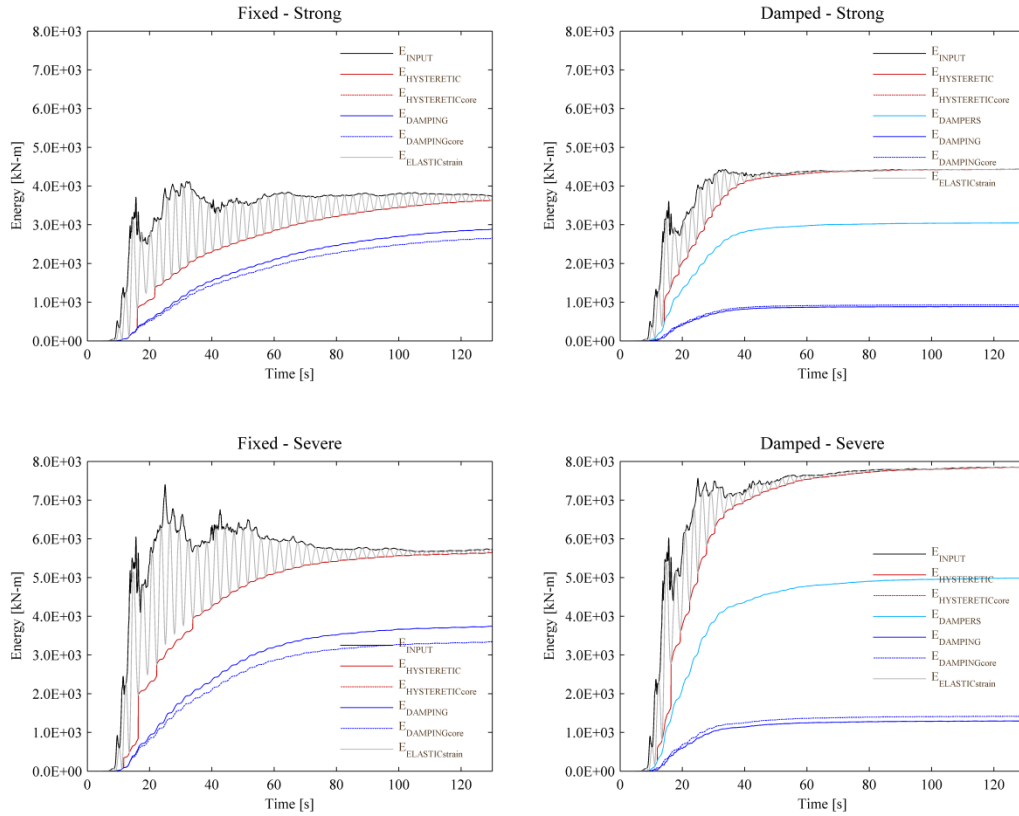 Fixed - Strong
8.0E+03
7.0E+03
6.0E+03
5.0E+03
4.0E+03
3.0E+03
2.0E+03
1.0E+03
0.0E+00
Energy [kN-m]
0 20 40 60 80 100 120
Time [s]
E_INPUT
E_HYSTERETIC
E_HYSTERETICcore
E_DAMPING
E_DAMPINGcore
E_ELASTICstrain
Damped - Strong
8.0E+03
7.0E+03
6.0E+03
5.0E+03
4.0E+03
3.0E+03
2.0E+03
1.0E+03
0.0E+00
Energy [kN-m]
0 20 40 60 80 100 120
Time [s]
E_INPUT
E_HYSTERETIC
E_HYSTERETICcore
E_DAMPERS
E_DAMPING
E_DAMPINGcore
E_ELASTICstrain
Fixed - Severe
8.0E+03
7.0E+03
6.0E+03
5.0E+03
4.0E+03
3.0E+03
2.0E+03
1.0E+03
0.0E+00
Energy [kN-m]
0 20 40 60 80 100 120
Time [s]
E_INPUT
E_HYSTERETIC
E_HYSTERETICcore
E_DAMPING
E_DAMPINGcore
E_ELASTICstrain
Damped - Severe
8.0E+03
7.0E+03
6.0E+03
5.0E+03
4.0E+03
3.0E+03
2.0E+03
1.0E+03
0.0E+00
Energy [kN-m]
0 20 40 60 80 100 120
Time [s]
E_INPUT
E_HYSTERETIC
E_HYSTERETICcore
E_DAMPERS
E_DAMPING
E_DAMPINGcore
E_ELASTICstrain